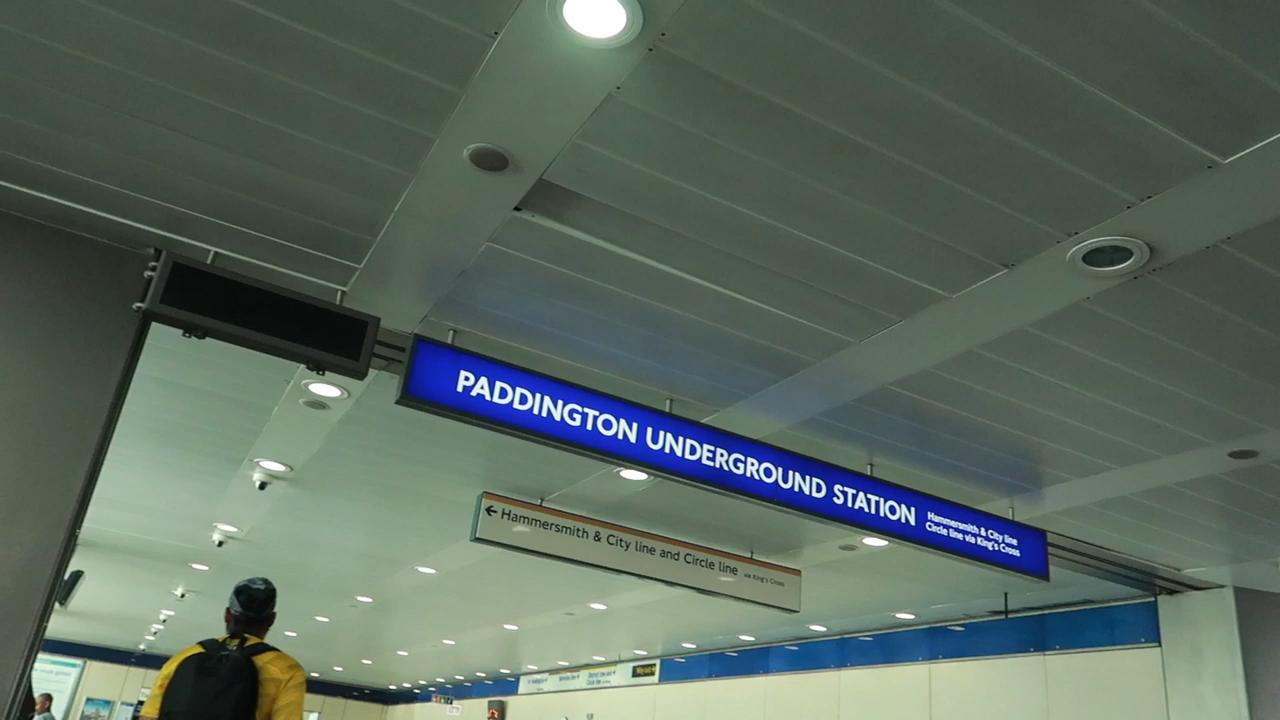 PADDINGTON UNDERGROUND STATION
Hammersmith & City line
Circle line via King's Cross
← Hammersmith & City line and Circle line via King's Cross